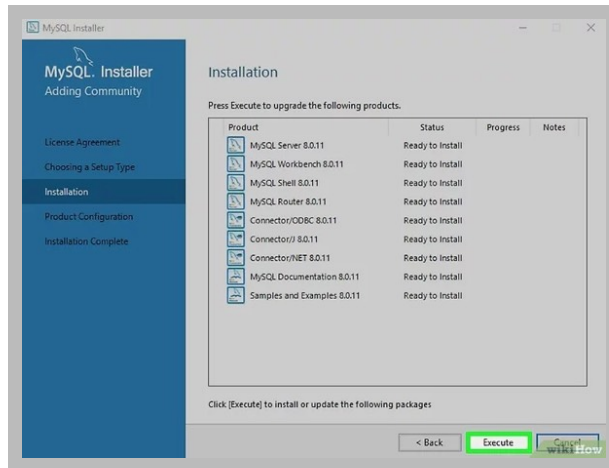 MySQL Installer
MySQL. Installer
Adding Community
License Agreement
Choosing a Setup Type
Installation
Product Configuration
Installation Complete
Installation
Press Execute to upgrade the following products.
Product Status Progress Notes
MySQL Server 8.0.11 Ready to Install
MySQL Workbench 8.0.11 Ready to Install
MySQL Shell 8.0.11 Ready to Install
MySQL Router 8.0.11 Ready to Install
Connector/ODBC 8.0.11 Ready to Install
Connector/J 8.0.11 Ready to Install
Connector/NET 8.0.11 Ready to Install
MySQL Documentation 8.0.11 Ready to Install
Samples and Examples 8.0.11 Ready to Install
Click [Execute] to install or update the following packages
< Back Execute Cancel
wikiHow